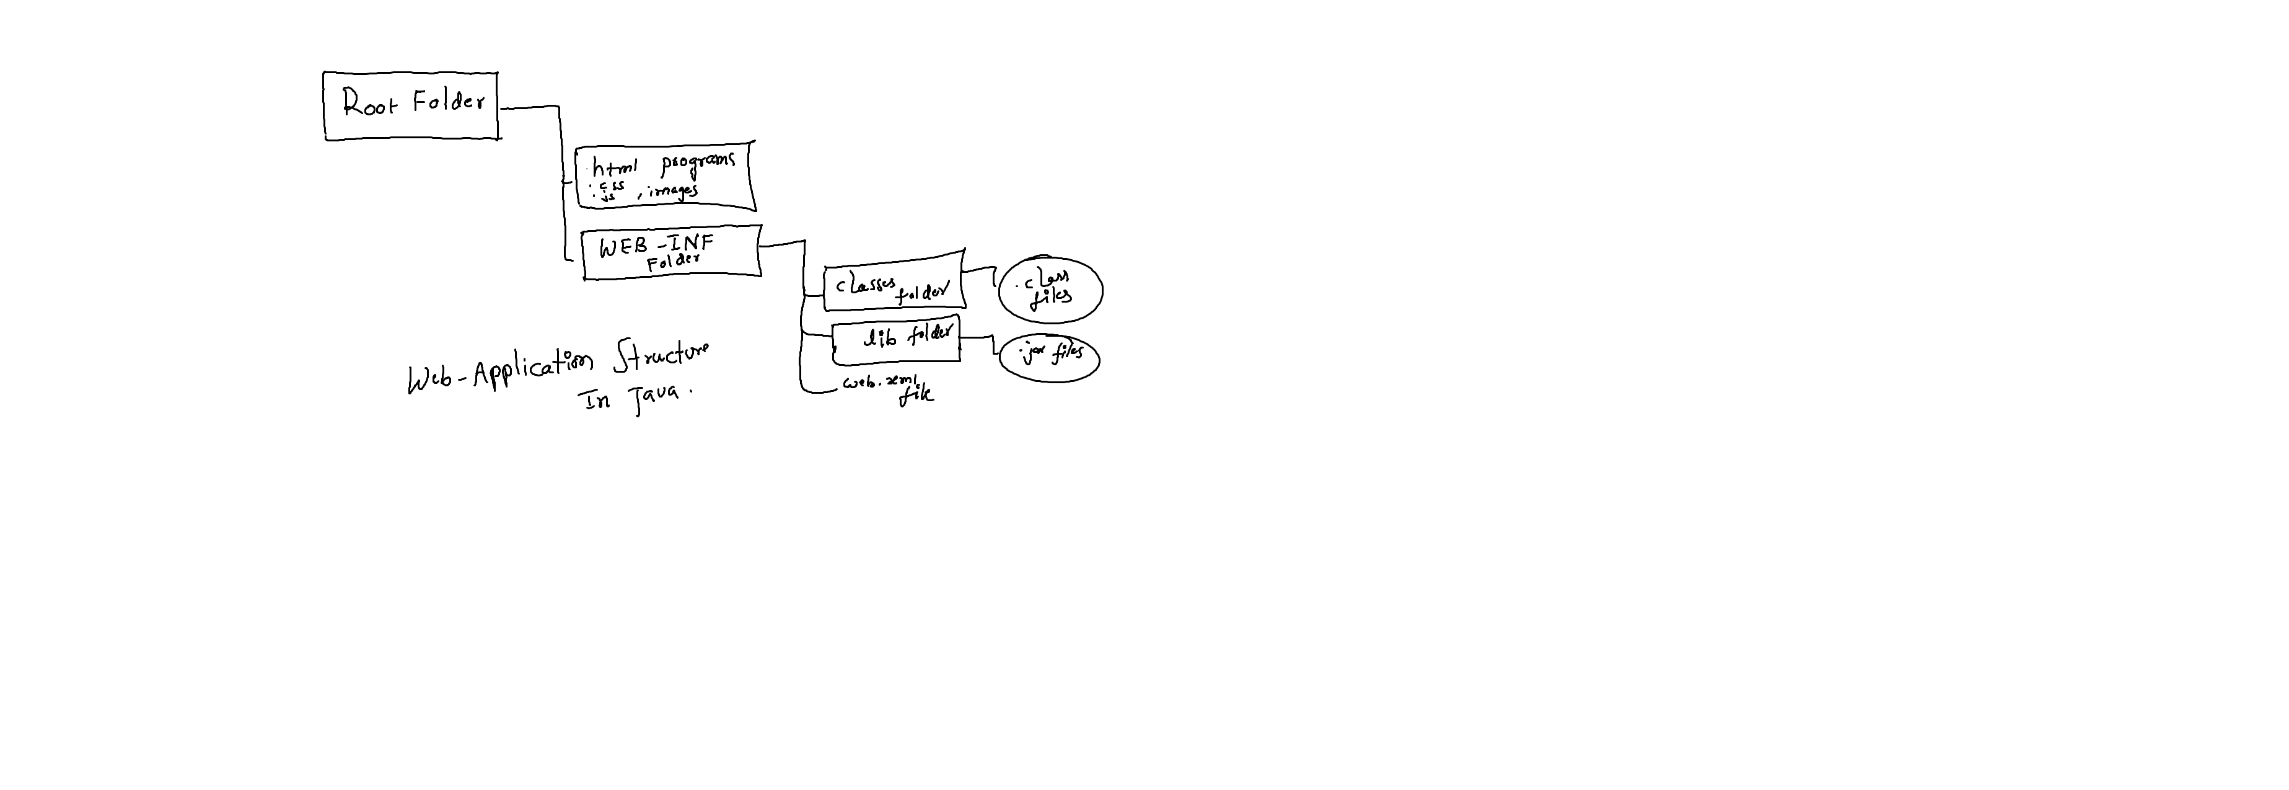 Root Folder
html programs
.css
.js , images
WEB-INF
Folder
classes
folder
.class
files
lib folder
.jar files
web.xml
file
Web-Application Structure
In Java.